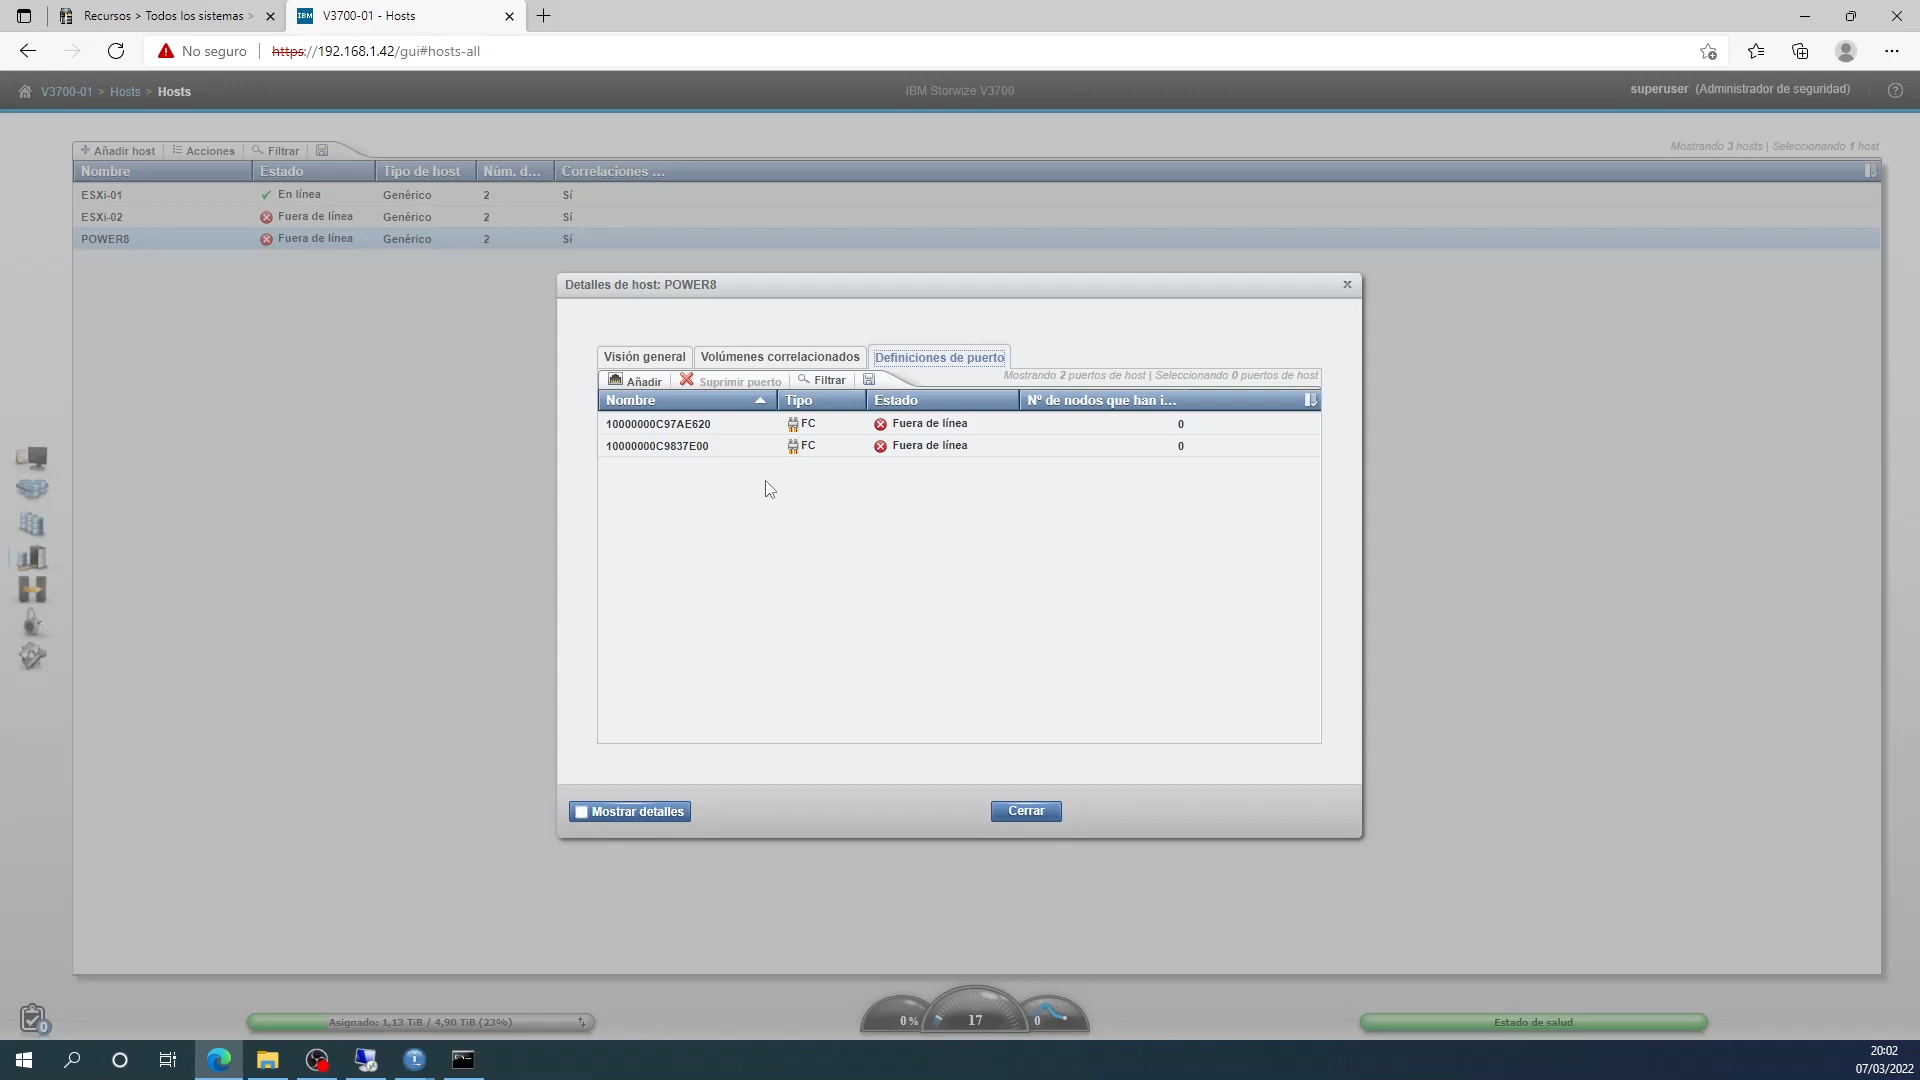 Recursos > Todos los sistemas >
V3700-01 - Hosts
No seguro
https://192.168.1.42/gui#hosts-all
V3700-01 > Hosts > Hosts
IBM Storwize V3700
superuser (Administrador de seguridad)
Añadir host
Acciones
Filtrar
Mostrando 3 hosts | Seleccionando 1 host
Nombre Estado Tipo de host Núm. d... Correlaciones ...
ESXi-01 En línea Genérico 2 Sí
ESXi-02 Fuera de línea Genérico 2 Sí
POWER8 Fuera de línea Genérico 2 Sí
Detalles de host: POWER8
Visión general
Volúmenes correlacionados
Definiciones de puerto
Añadir
Suprimir puerto
Filtrar
Mostrando 2 puertos de host | Seleccionando 0 puertos de host
Nombre Tipo Estado Nº de nodos que han i...
10000000C97AE620 FC Fuera de línea 0
10000000C9837E00 FC Fuera de línea 0
Mostrar detalles
Cerrar
0
Asignado: 1,13 TiB / 4,90 TiB (23%)
0%
17
0
Estado de salud
20:02
07/03/2022